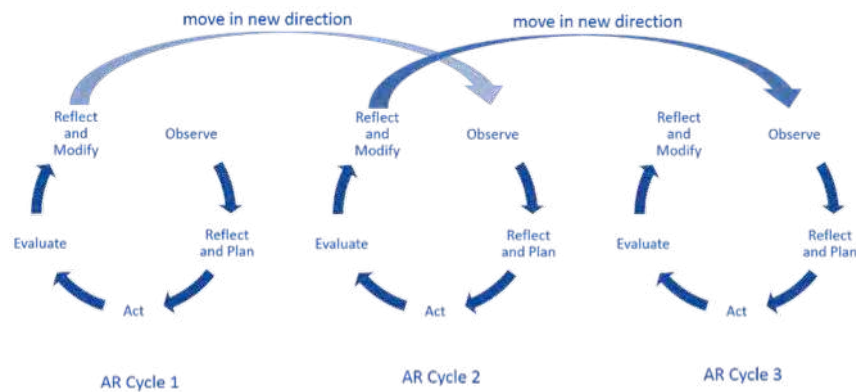 move in new direction
move in new direction
Reflect
and
Modify
Observe
Reflect
and Plan
Act
Evaluate
AR Cycle 1
Reflect
and
Modify
Observe
Reflect
and Plan
Act
Evaluate
AR Cycle 2
Reflect
and
Modify
Observe
Reflect
and Plan
Act
Evaluate
AR Cycle 3